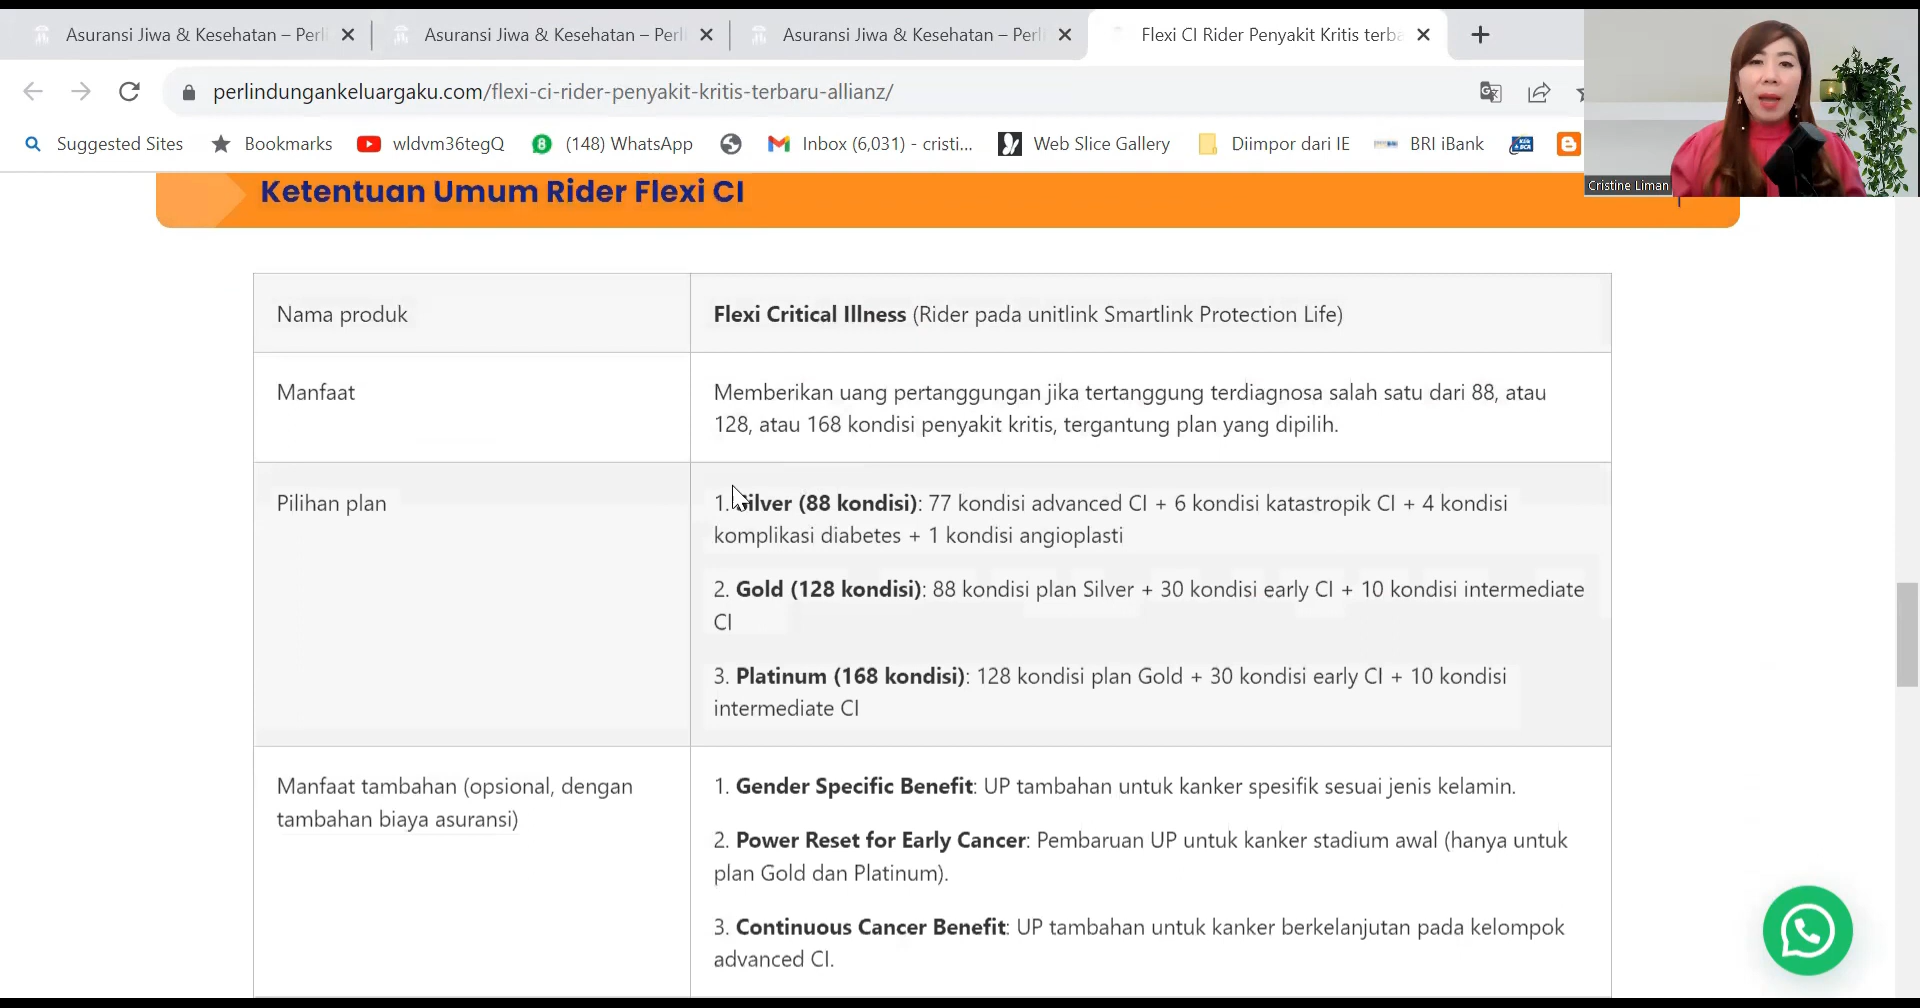 Asuransi Jiwa & Kesehatan – Perl
Asuransi Jiwa & Kesehatan – Perl
Asuransi Jiwa & Kesehatan – Perl
Flexi CI Rider Penyakit Kritis terba
perlindungankeluargaku.com/flexi-ci-rider-penyakit-kritis-terbaru-allianz/
Suggested Sites
Bookmarks
wldvm36tegQ
8
(148) WhatsApp
Inbox (6,031) - cristi...
Web Slice Gallery
Diimpor dari IE
BRI iBank
Cristine Liman
Ketentuan Umum Rider Flexi CI
Nama produk
Flexi Critical Illness (Rider pada unitlink Smartlink Protection Life)
Manfaat
Memberikan uang pertanggungan jika tertanggung terdiagnosa salah satu dari 88, atau
128, atau 168 kondisi penyakit kritis, tergantung plan yang dipilih.
Pilihan plan
1. Silver (88 kondisi): 77 kondisi advanced CI + 6 kondisi katastropik CI + 4 kondisi
komplikasi diabetes + 1 kondisi angioplasti
2. Gold (128 kondisi): 88 kondisi plan Silver + 30 kondisi early CI + 10 kondisi intermediate
CI
3. Platinum (168 kondisi): 128 kondisi plan Gold + 30 kondisi early CI + 10 kondisi
intermediate CI
Manfaat tambahan (opsional, dengan
tambahan biaya asuransi)
1. Gender Specific Benefit: UP tambahan untuk kanker spesifik sesuai jenis kelamin.
2. Power Reset for Early Cancer: Pembaruan UP untuk kanker stadium awal (hanya untuk
plan Gold dan Platinum).
3. Continuous Cancer Benefit: UP tambahan untuk kanker berkelanjutan pada kelompok
advanced CI.